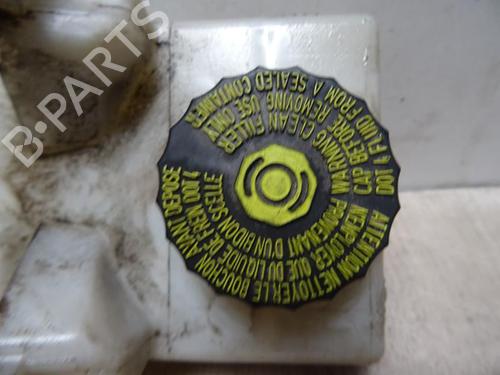 B-PARTS
WARNING CLEAN FILLER
CAP BEFORE REMOVING USE ONLY
DOT 4 FLUID FROM A SEALED CONTAINER
ATTENTION NETTOYER LE BOUCHON AVANT DEPOSE
N'EMPLOYER QUE DU LIQUIDE DE FREIN DOT 4
PROVENANT D'UN BIDON SCELLE